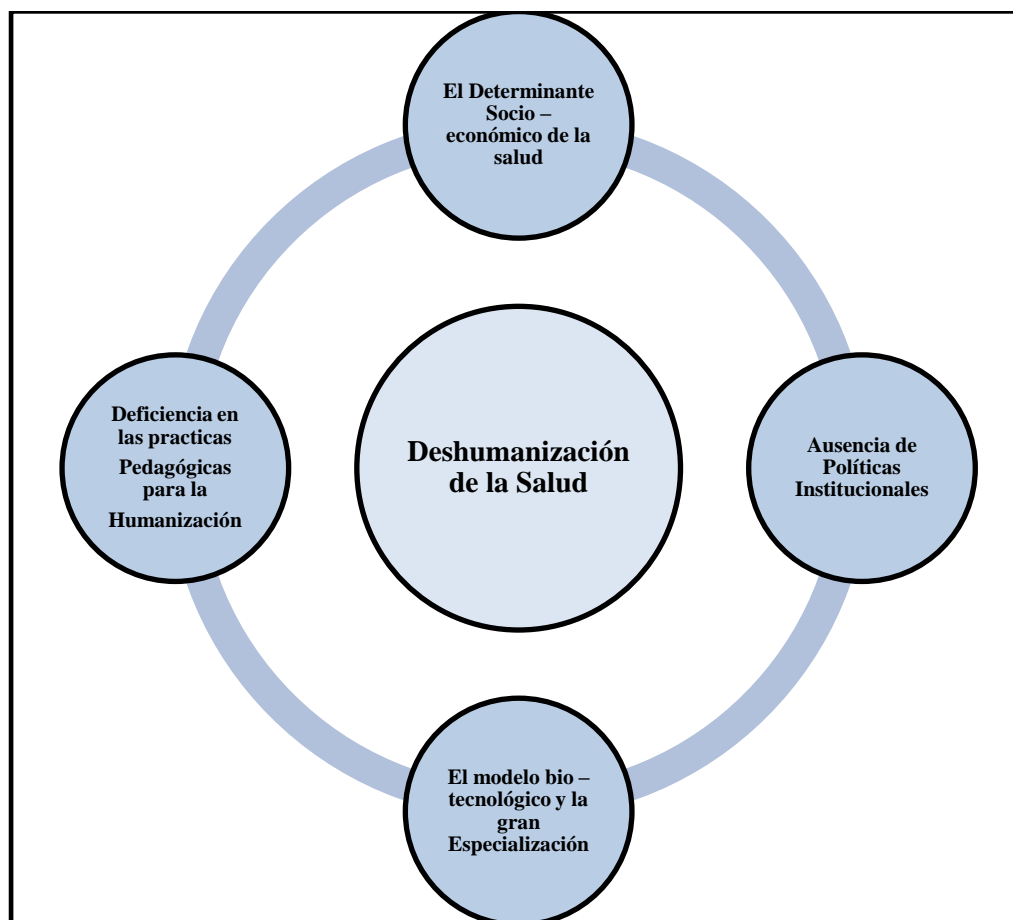 El Determinante
Socio –
económico de la
salud
Deficiencia en
las practicas
Pedagógicas
para la
Humanización
Deshumanización
de la Salud
Ausencia de
Políticas
Institucionales
El modelo bio –
tecnológico y la
gran
Especialización